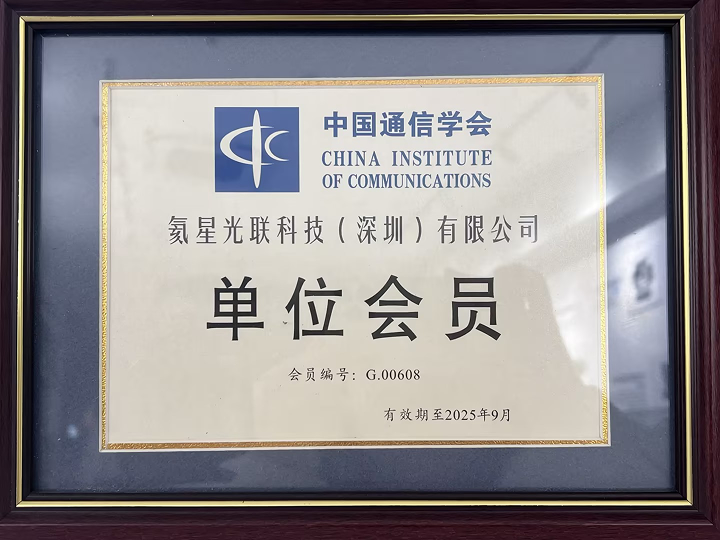 中国通信学会
CHINA INSTITUTE
OF COMMUNICATIONS
氦星光联科技（深圳）有限公司
单位会员
会员编号：G.00608
有效期至2025年9月